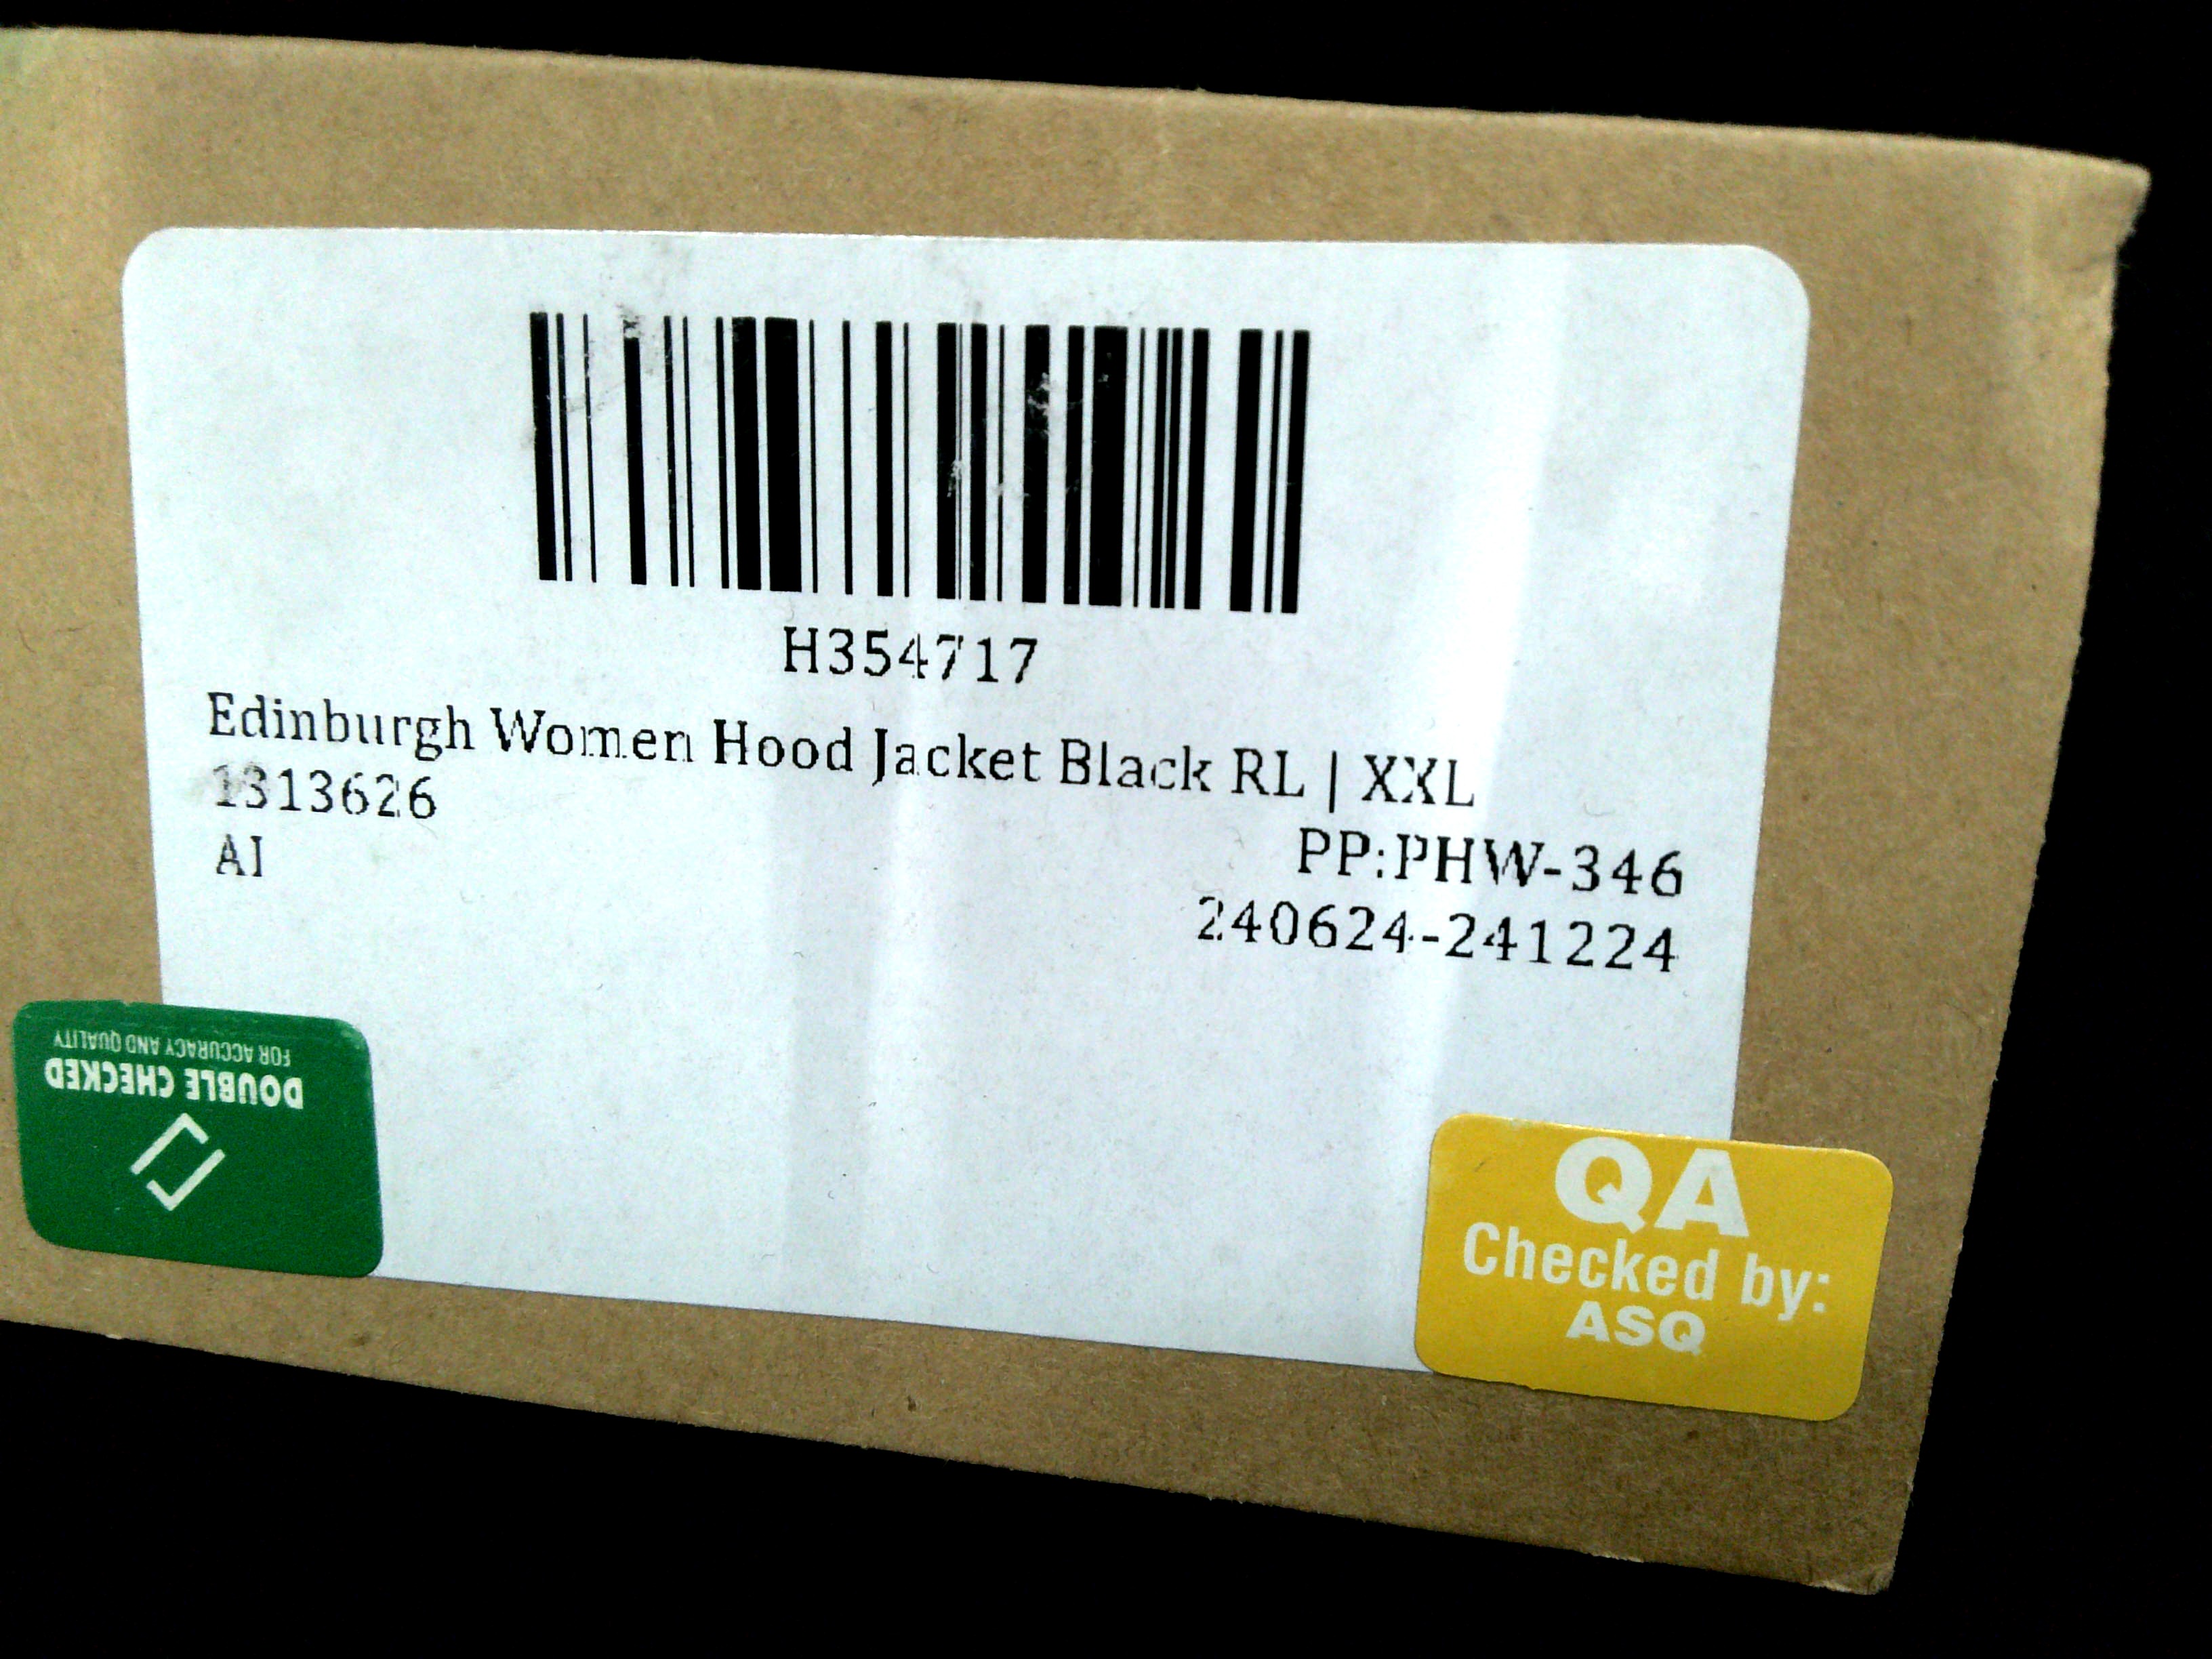 H354717
Edinburgh Women Hood Jacket Black RL | XXL
1313626
PP:PHW-346
AI
240624-241224
DOUBLE CHECKED
FOR ACCURACY AND QUALITY
QA
Checked by:
ASQ